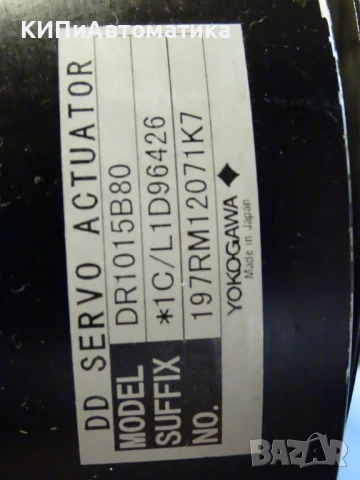 КИПиАвтоматика
DD SERVO ACTUATOR
MODEL DR1015B80
SUFFIX *1C/L1D96426
NO. 197RM12071K7
YOKOGAWA
Made in Japan
BAZAR